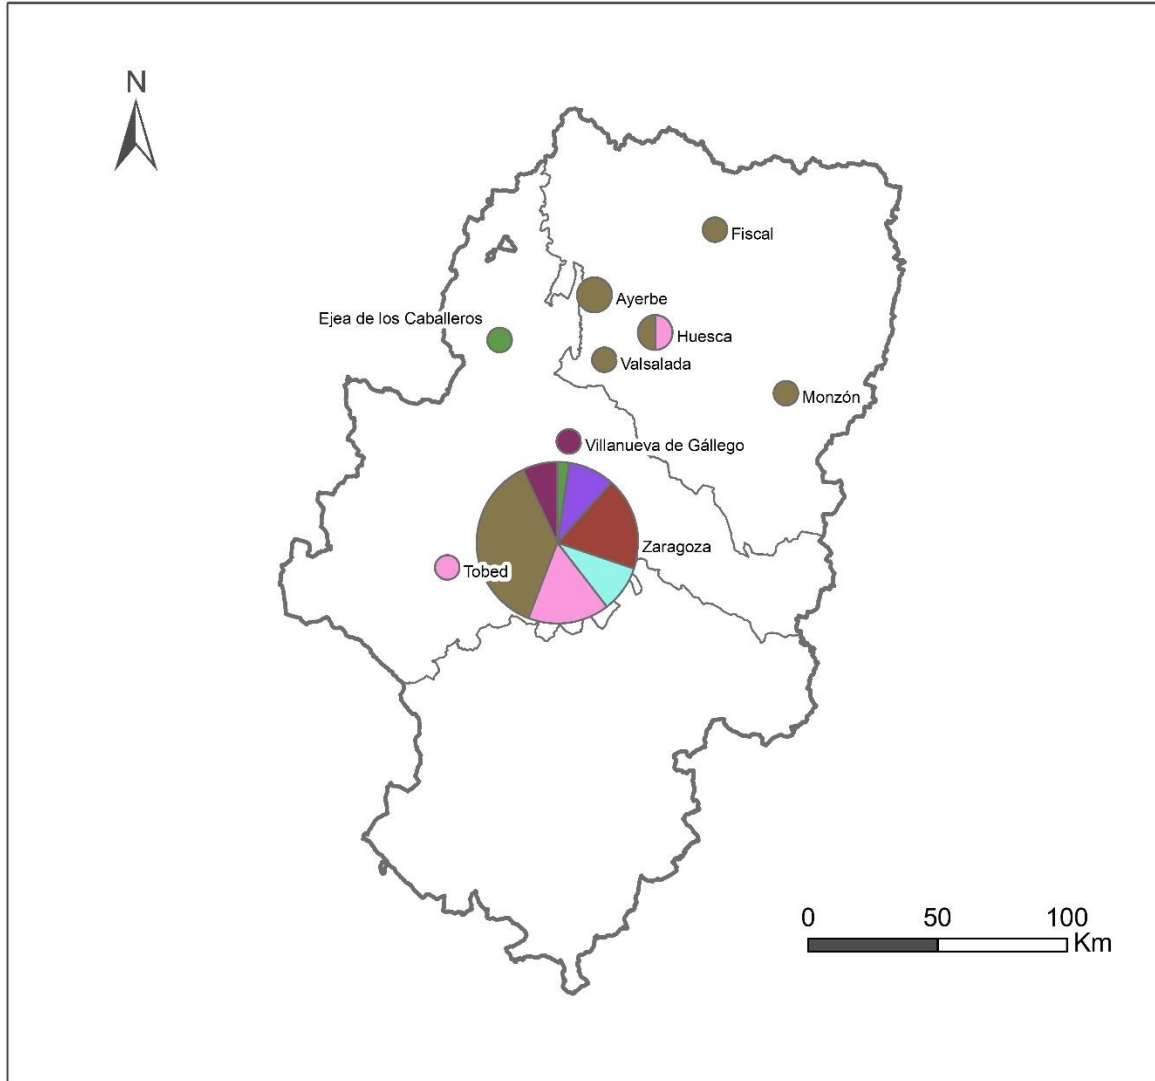 N
Fiscal
Ayerbe
Ejea de los Caballeros
Huesca
Valsalada
Monzón
Villanueva de Gállego
Zaragoza
Tobed
0 50 100
Km